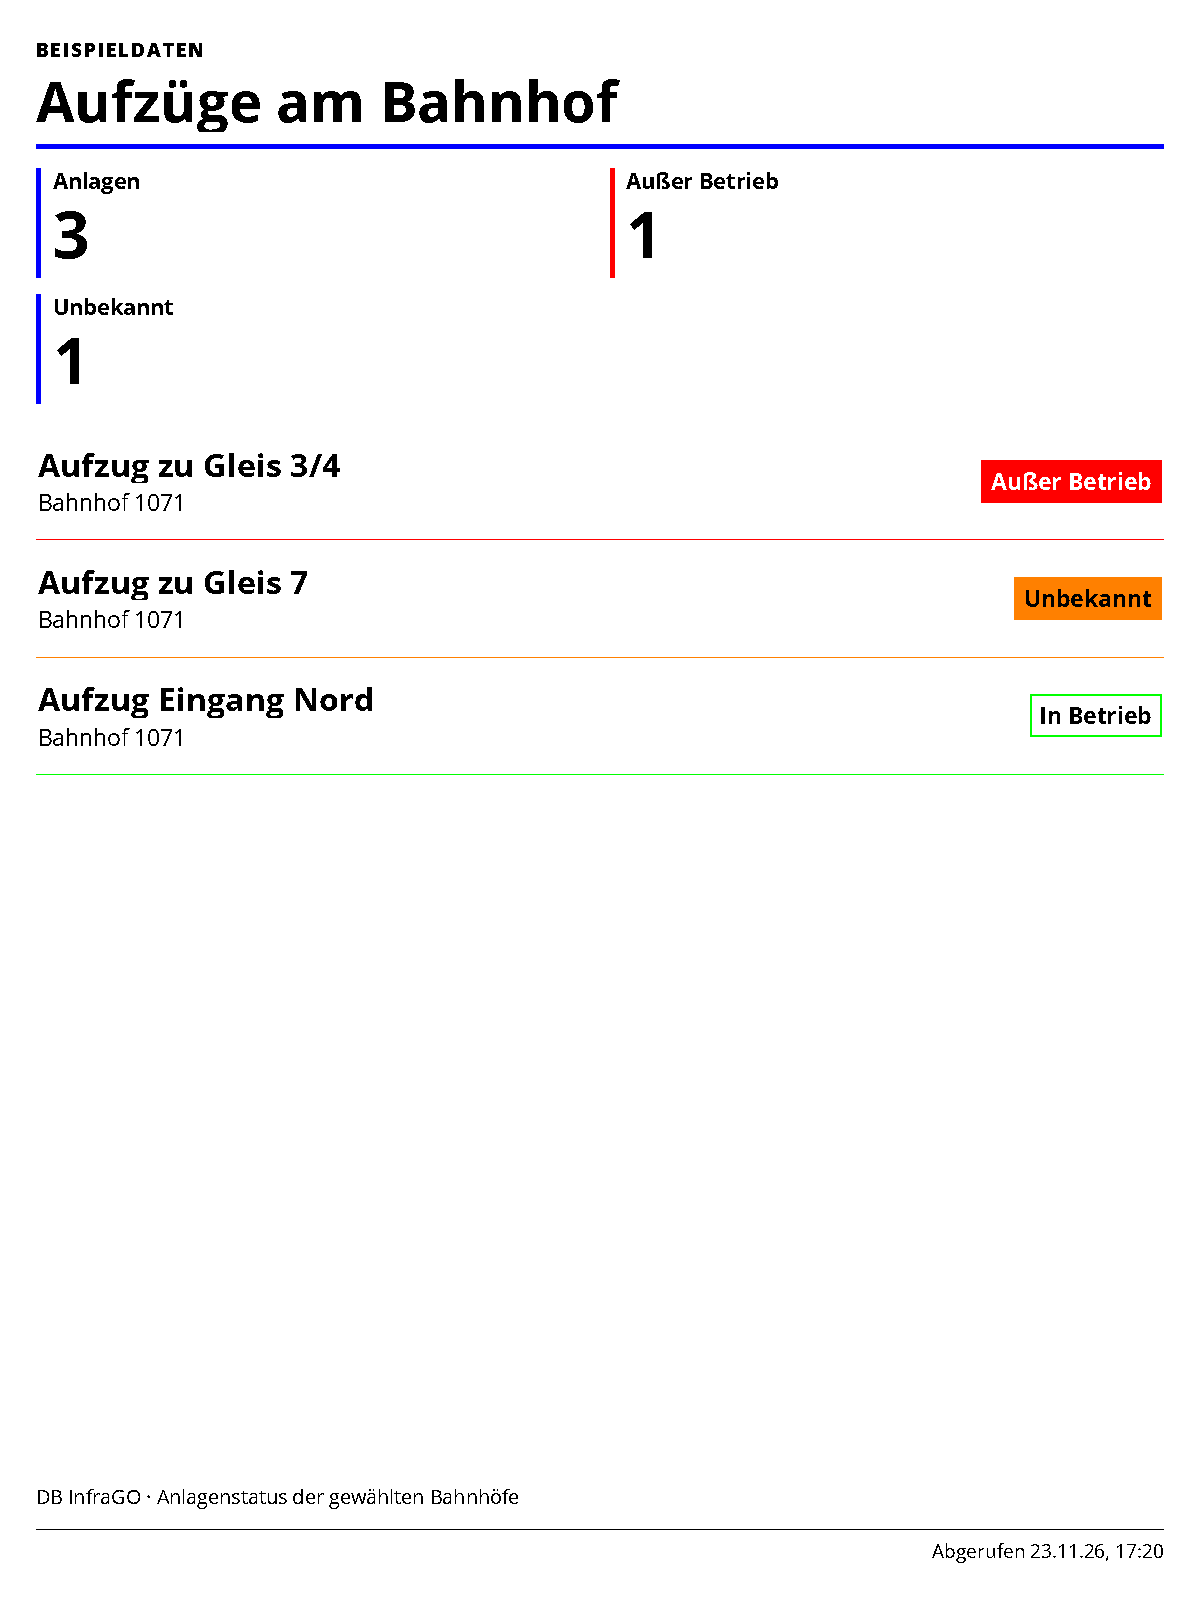 BEISPIELDATEN
Aufzüge am Bahnhof
Anlagen
3
Außer Betrieb
1
Unbekannt
1
Aufzug zu Gleis 3/4
Bahnhof 1071
Außer Betrieb
Aufzug zu Gleis 7
Bahnhof 1071
Unbekannt
Aufzug Eingang Nord
Bahnhof 1071
In Betrieb
DB InfraGO · Anlagenstatus der gewählten Bahnhöfe
Abgerufen 23.11.26, 17:20